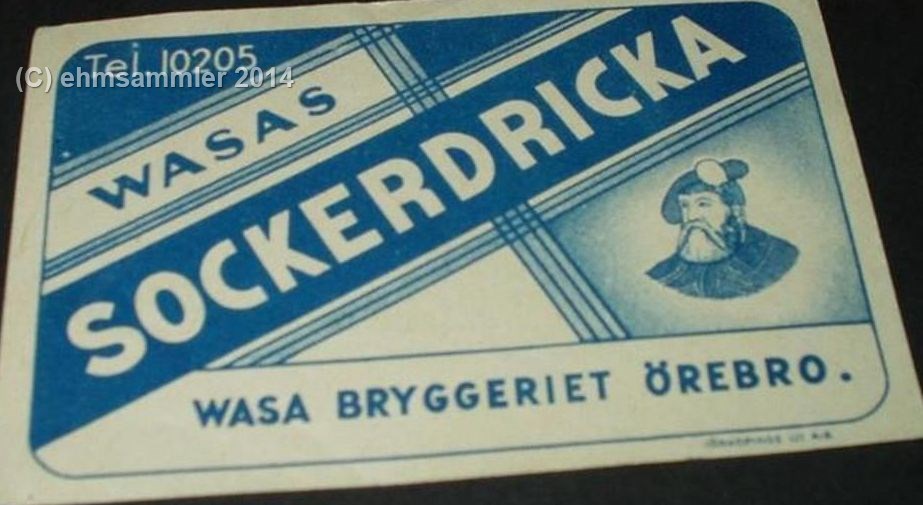 Tel. 10205
(C) ehmsammler 2014
WASAS
SOCKERDRICKA
WASA BRYGGERIET ÖREBRO.